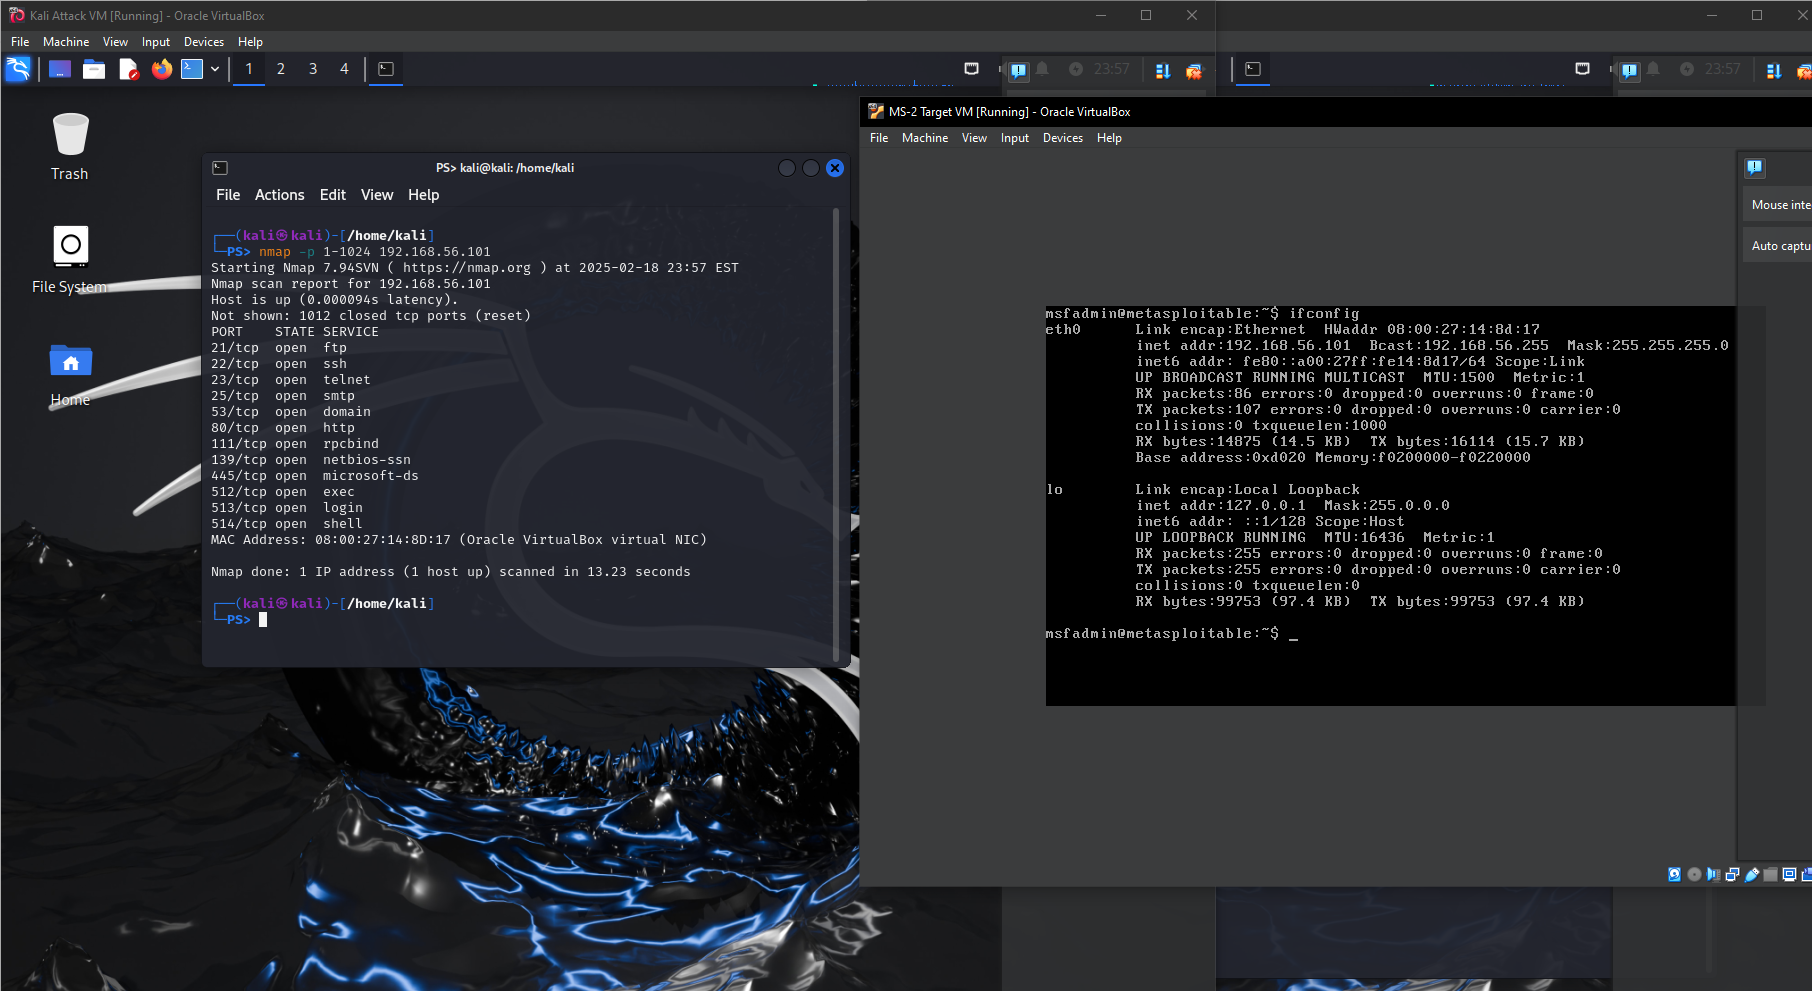 Kali Attack VM [Running] - Oracle VirtualBox
File Machine View Input Devices Help
1 2 3 4
23:57
23:57
Trash
File System
Home
PS> kali@kali: /home/kali
File Actions Edit View Help
┌──(kali㉿kali)-[/home/kali]
└─PS> nmap -p 1-1024 192.168.56.101
Starting Nmap 7.94SVN ( https://nmap.org ) at 2025-02-18 23:57 EST
Nmap scan report for 192.168.56.101
Host is up (0.000094s latency).
Not shown: 1012 closed tcp ports (reset)
PORT    STATE SERVICE
21/tcp  open  ftp
22/tcp  open  ssh
23/tcp  open  telnet
25/tcp  open  smtp
53/tcp  open  domain
80/tcp  open  http
111/tcp open  rpcbind
139/tcp open  netbios-ssn
445/tcp open  microsoft-ds
512/tcp open  exec
513/tcp open  login
514/tcp open  shell
MAC Address: 08:00:27:14:8D:17 (Oracle VirtualBox virtual NIC)
Nmap done: 1 IP address (1 host up) scanned in 13.23 seconds
┌──(kali㉿kali)-[/home/kali]
└─PS>
MS-2 Target VM [Running] - Oracle VirtualBox
File Machine View Input Devices Help
Mouse inte
Auto captu
msfadmin@metasploitable:~$ ifconfig
eth0      Link encap:Ethernet  HWaddr 08:00:27:14:8d:17
inet addr:192.168.56.101  Bcast:192.168.56.255  Mask:255.255.255.0
inet6 addr: fe80::a00:27ff:fe14:8d17/64 Scope:Link
UP BROADCAST RUNNING MULTICAST  MTU:1500  Metric:1
RX packets:86 errors:0 dropped:0 overruns:0 frame:0
TX packets:107 errors:0 dropped:0 overruns:0 carrier:0
collisions:0 txqueuelen:1000
RX bytes:14875 (14.5 KB)  TX bytes:16114 (15.7 KB)
Base address:0xd020 Memory:f0200000-f0220000
lo        Link encap:Local Loopback
inet addr:127.0.0.1  Mask:255.0.0.0
inet6 addr: ::1/128 Scope:Host
UP LOOPBACK RUNNING  MTU:16436  Metric:1
RX packets:255 errors:0 dropped:0 overruns:0 frame:0
TX packets:255 errors:0 dropped:0 overruns:0 carrier:0
collisions:0 txqueuelen:0
RX bytes:99753 (97.4 KB)  TX bytes:99753 (97.4 KB)
msfadmin@metasploitable:~$ _